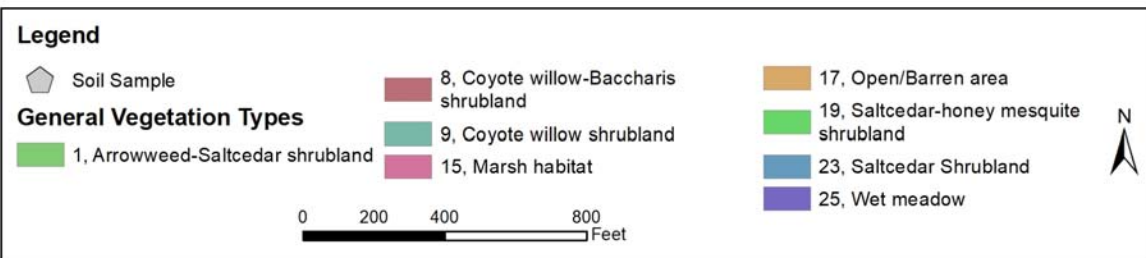 Legend
Soil Sample
General Vegetation Types
1, Arrowweed-Saltcedar shrubland
8, Coyote willow-Baccharis
shrubland
9, Coyote willow shrubland
15, Marsh habitat
17, Open/Barren area
19, Saltcedar-honey mesquite
shrubland
23, Saltcedar Shrubland
25, Wet meadow
N
0 200 400 800
Feet